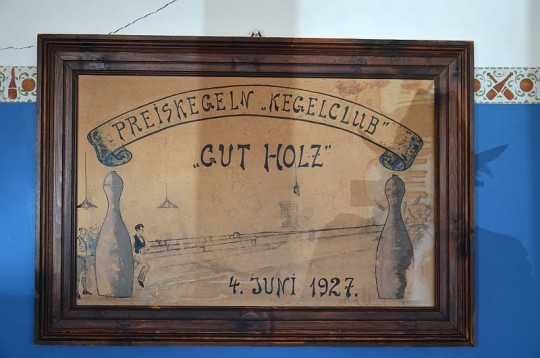 PREISKEGELN „KEGELCLUB"
„GUT HOLZ"
4. JUNI 1927.